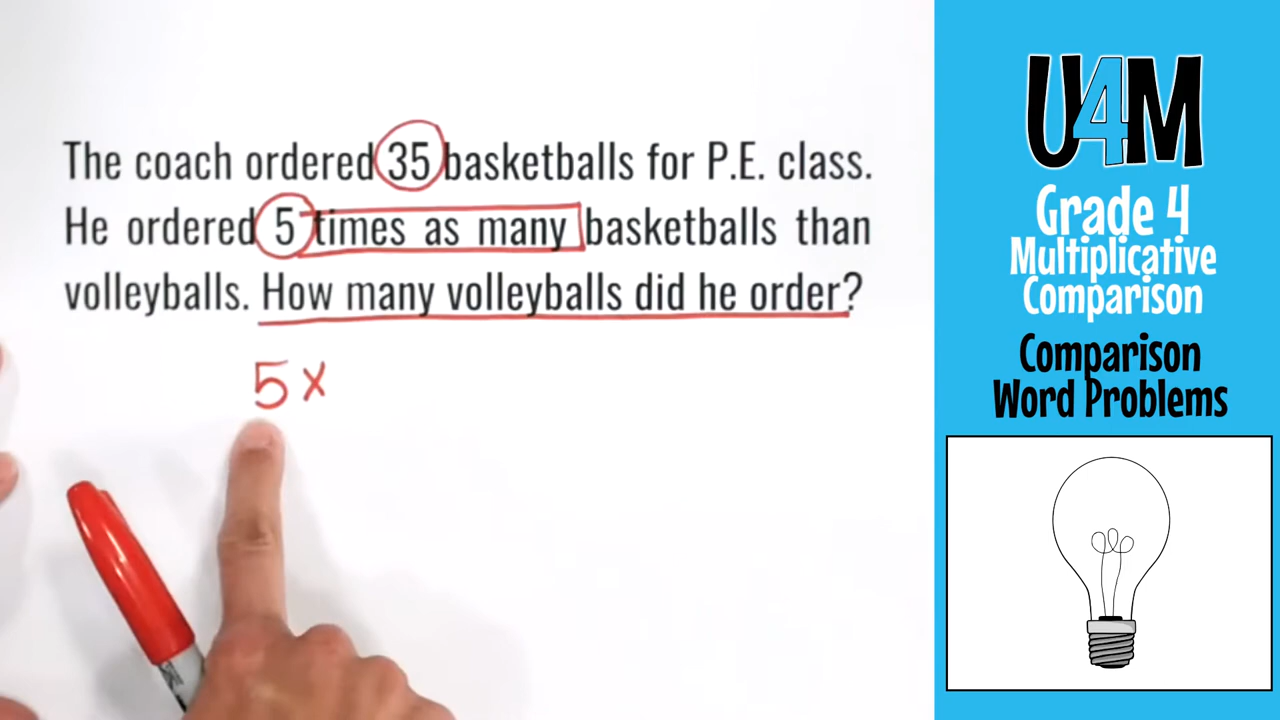 The coach ordered 35 basketballs for P.E. class.
He ordered 5 times as many basketballs than
volleyballs. How many volleyballs did he order?
5 x
U4M
Grade 4
Multiplicative
Comparison
Comparison
Word Problems